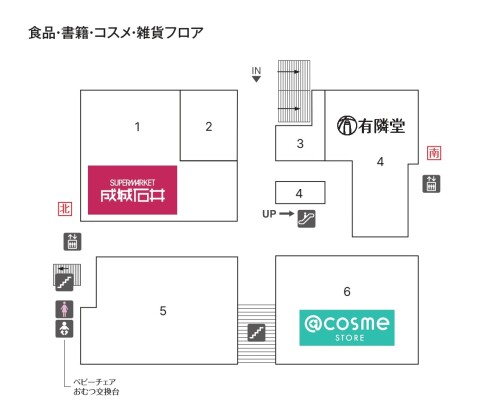 食品・書籍・コスメ・雑貨フロア
IN
1
2
3
有隣堂
4
南
SUPERMARKET
成城石井
4
北
UP
5
6
@cosme
STORE
ベビーチェア
おむつ交換台